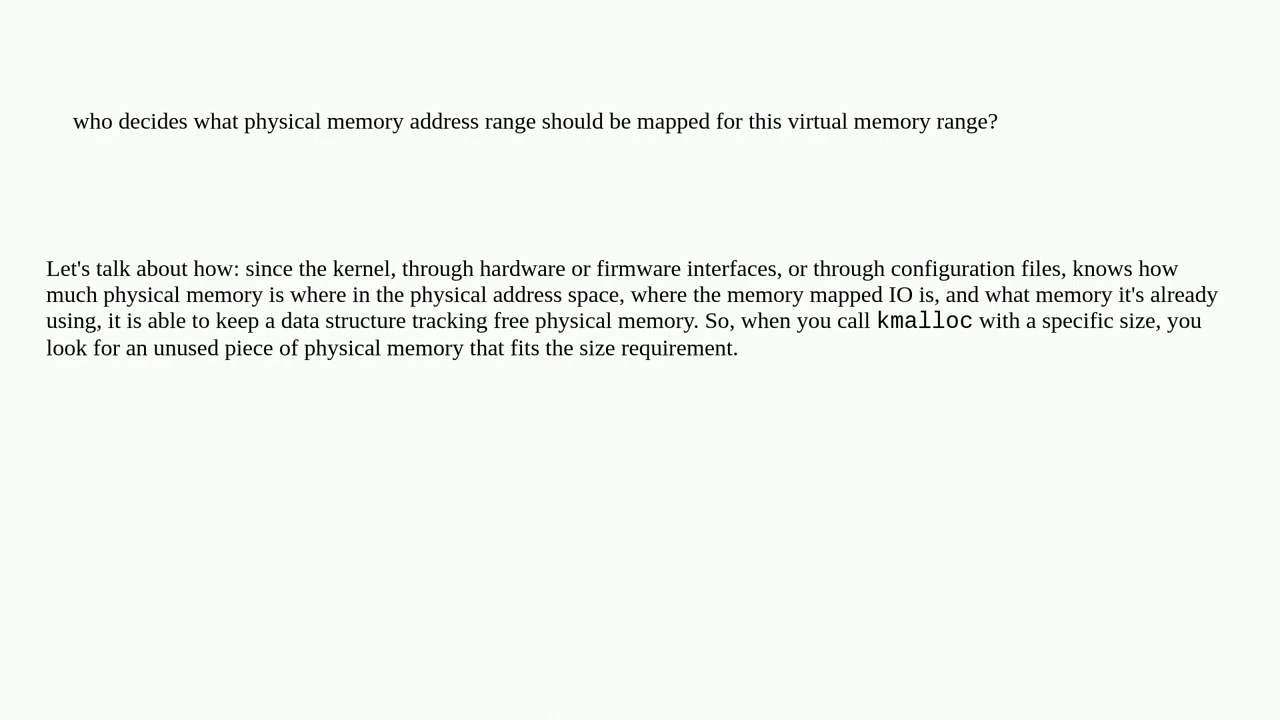 who decides what physical memory address range should be mapped for this virtual memory range?
Let's talk about how: since the kernel, through hardware or firmware interfaces, or through configuration files, knows how
much physical memory is where in the physical address space, where the memory mapped IO is, and what memory it's already
using, it is able to keep a data structure tracking free physical memory. So, when you call kmalloc with a specific size, you
look for an unused piece of physical memory that fits the size requirement.